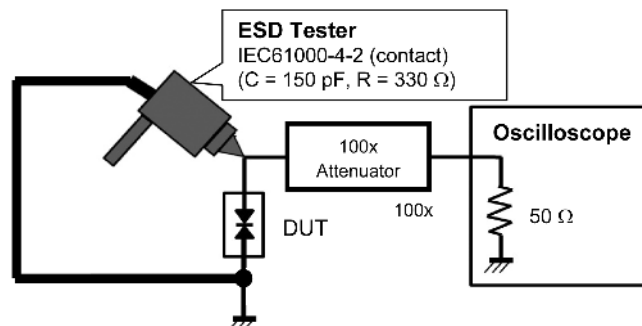 ESD Tester
IEC61000-4-2 (contact)
(C = 150 pF, R = 330 Ω)
Oscilloscope
100x
Attenuator
100x
50 Ω
DUT